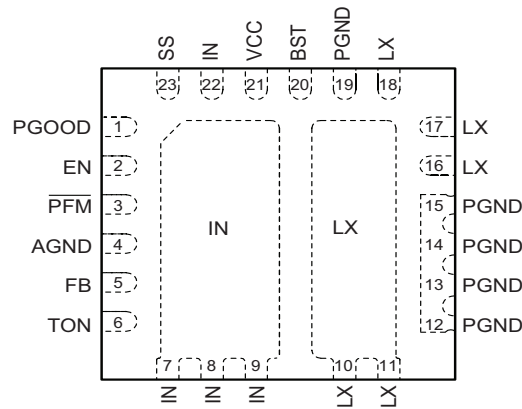 SS IN VCC BST PGND LX
23 22 21 20 19 18
PGOOD 1
EN 2
PFM 3
AGND 4
FB 5
TON 6
IN
LX
17 LX
16 LX
15 PGND
14 PGND
13 PGND
12 PGND
7 8 9 10 11
IN IN IN LX LX